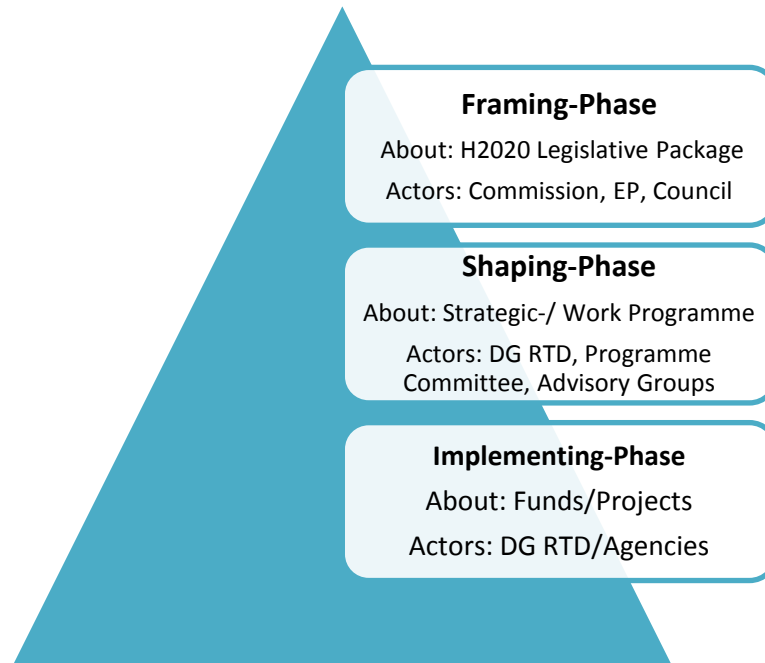 Framing-Phase
About: H2020 Legislative Package
Actors: Commission, EP, Council
Shaping-Phase
About: Strategic-/ Work Programme
Actors: DG RTD, Programme
Committee, Advisory Groups
Implementing-Phase
About: Funds/Projects
Actors: DG RTD/Agencies